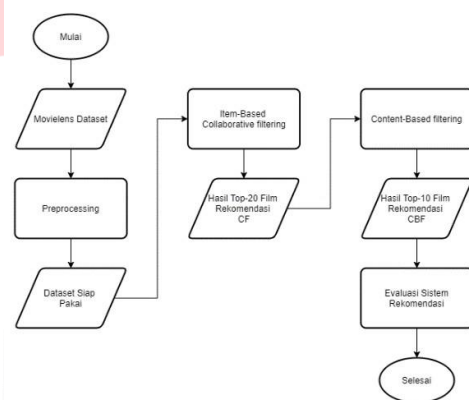 Mulai
Movielens Dataset
Preprocessing
Dataset Siap
Pakai
Item-Based
Collaborative filtering
Hasil Top-20 Film
Rekomendasi
CF
Content-Based filtering
Hasil Top-10 Film
Rekomendasi
CBF
Evaluasi Sistem
Rekomendasi
Selesai